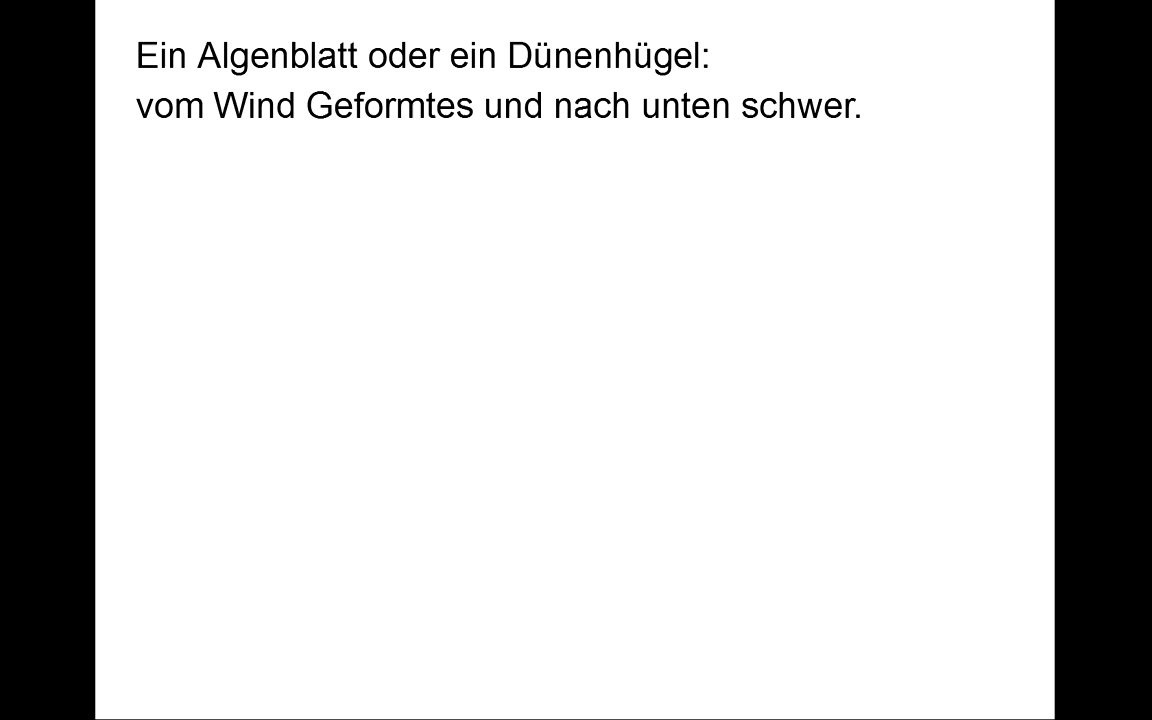 Ein Algenblatt oder ein Dünenhügel:
vom Wind Geformtes und nach unten schwer.